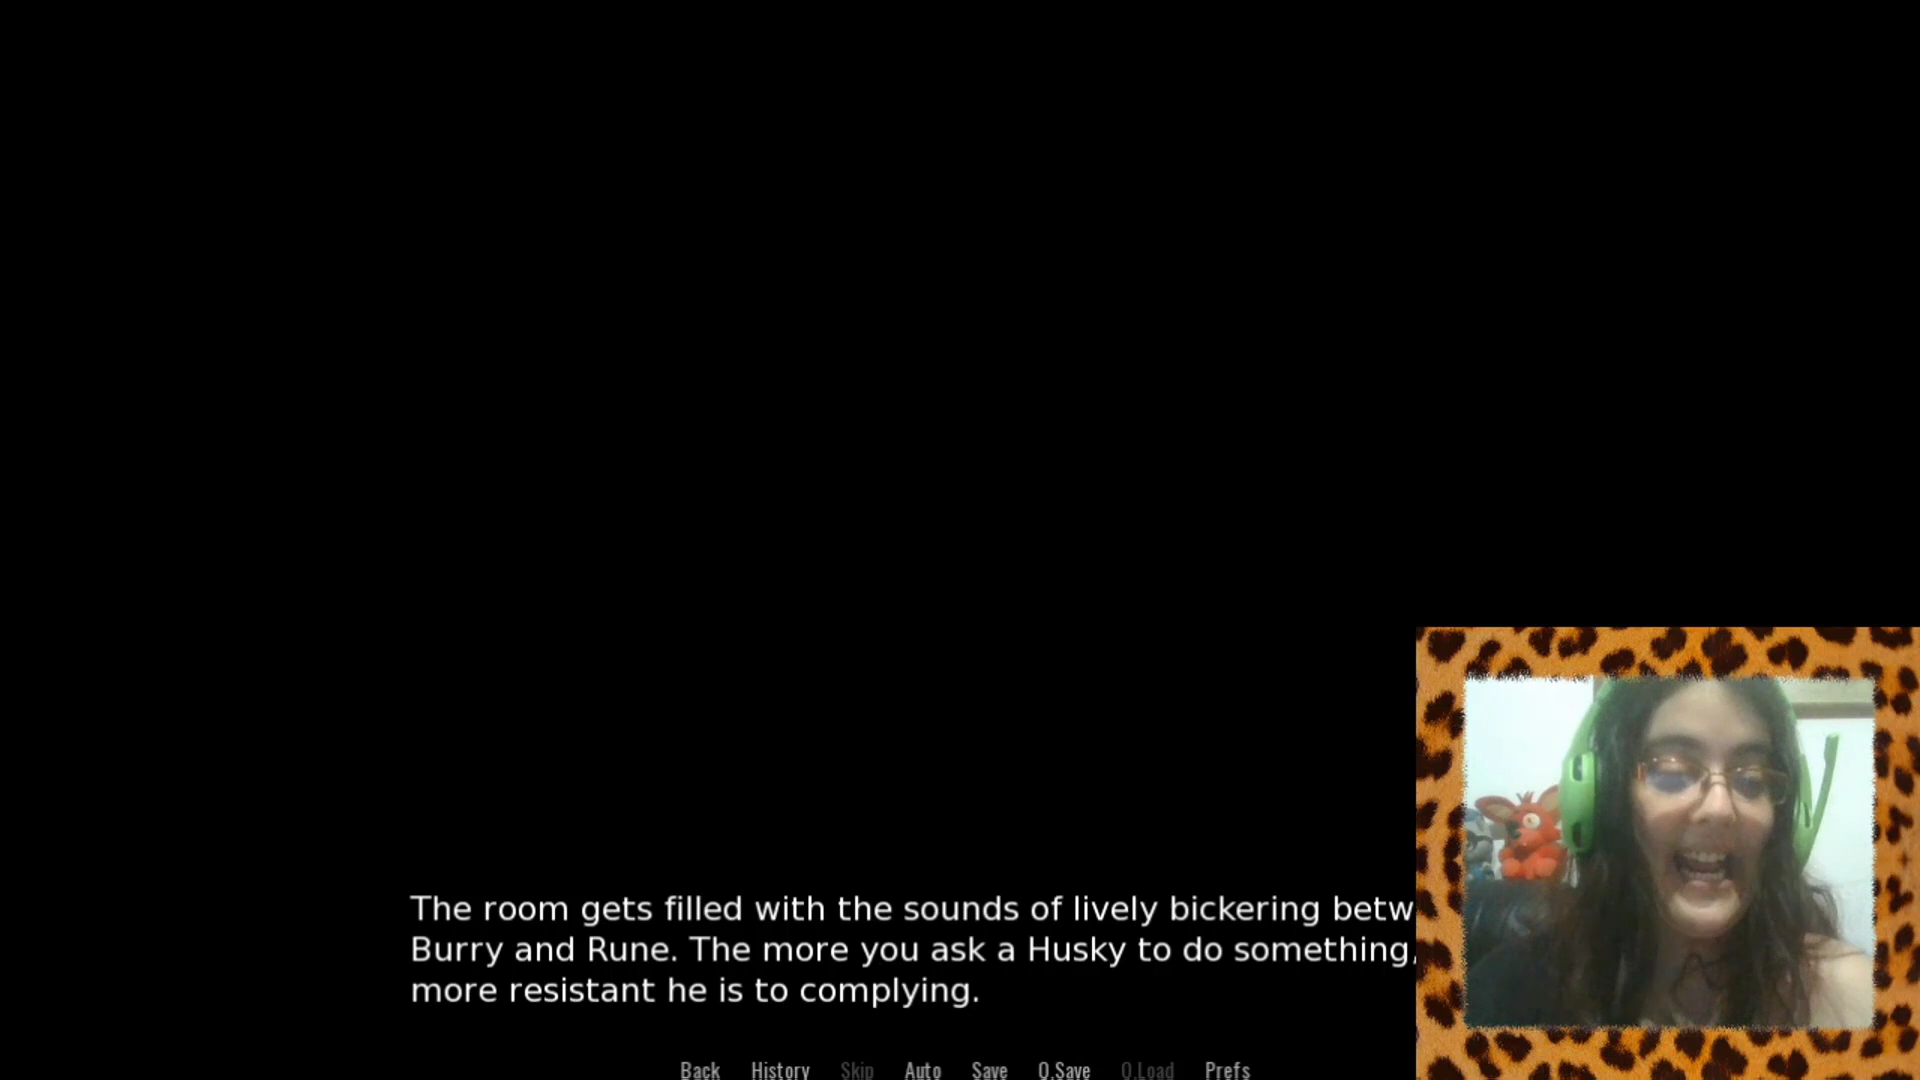 The room gets filled with the sounds of lively bickering betw
Burry and Rune. The more you ask a Husky to do something,
more resistant he is to complying.
Back History Skip Auto Save Q.Save Q.Load Prefs